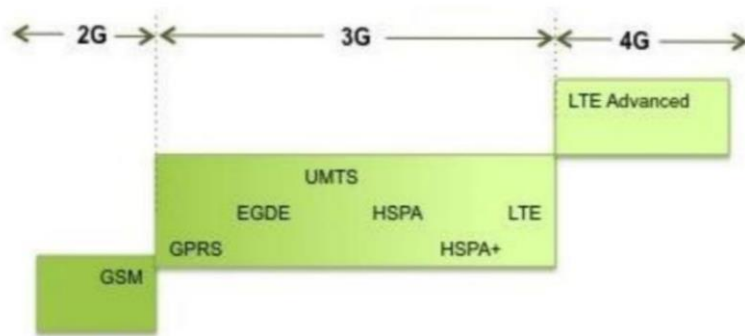 2G 3G 4G
LTE Advanced
UMTS
EGDE HSPA LTE
GPRS HSPA+
GSM